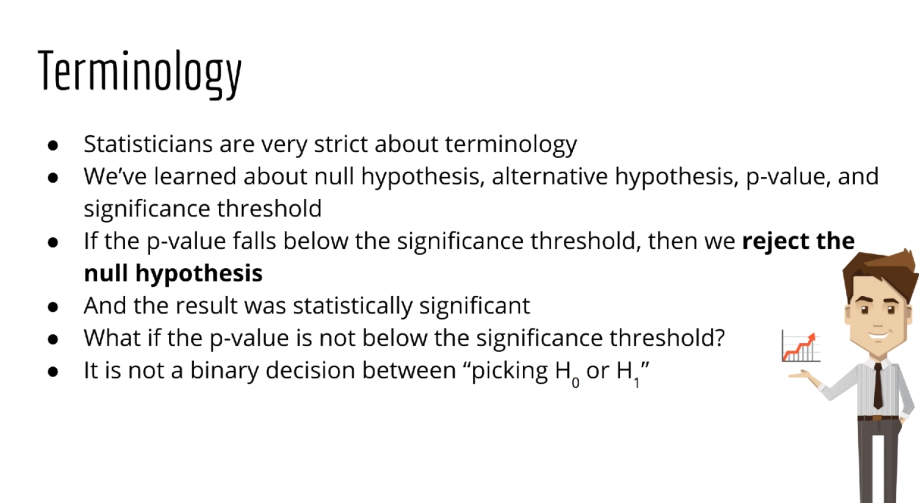 Terminology
● Statisticians are very strict about terminology
● We’ve learned about null hypothesis, alternative hypothesis, p-value, and
significance threshold
● If the p-value falls below the significance threshold, then we reject the
null hypothesis
● And the result was statistically significant
● What if the p-value is not below the significance threshold?
● It is not a binary decision between “picking H₀ or H₁”